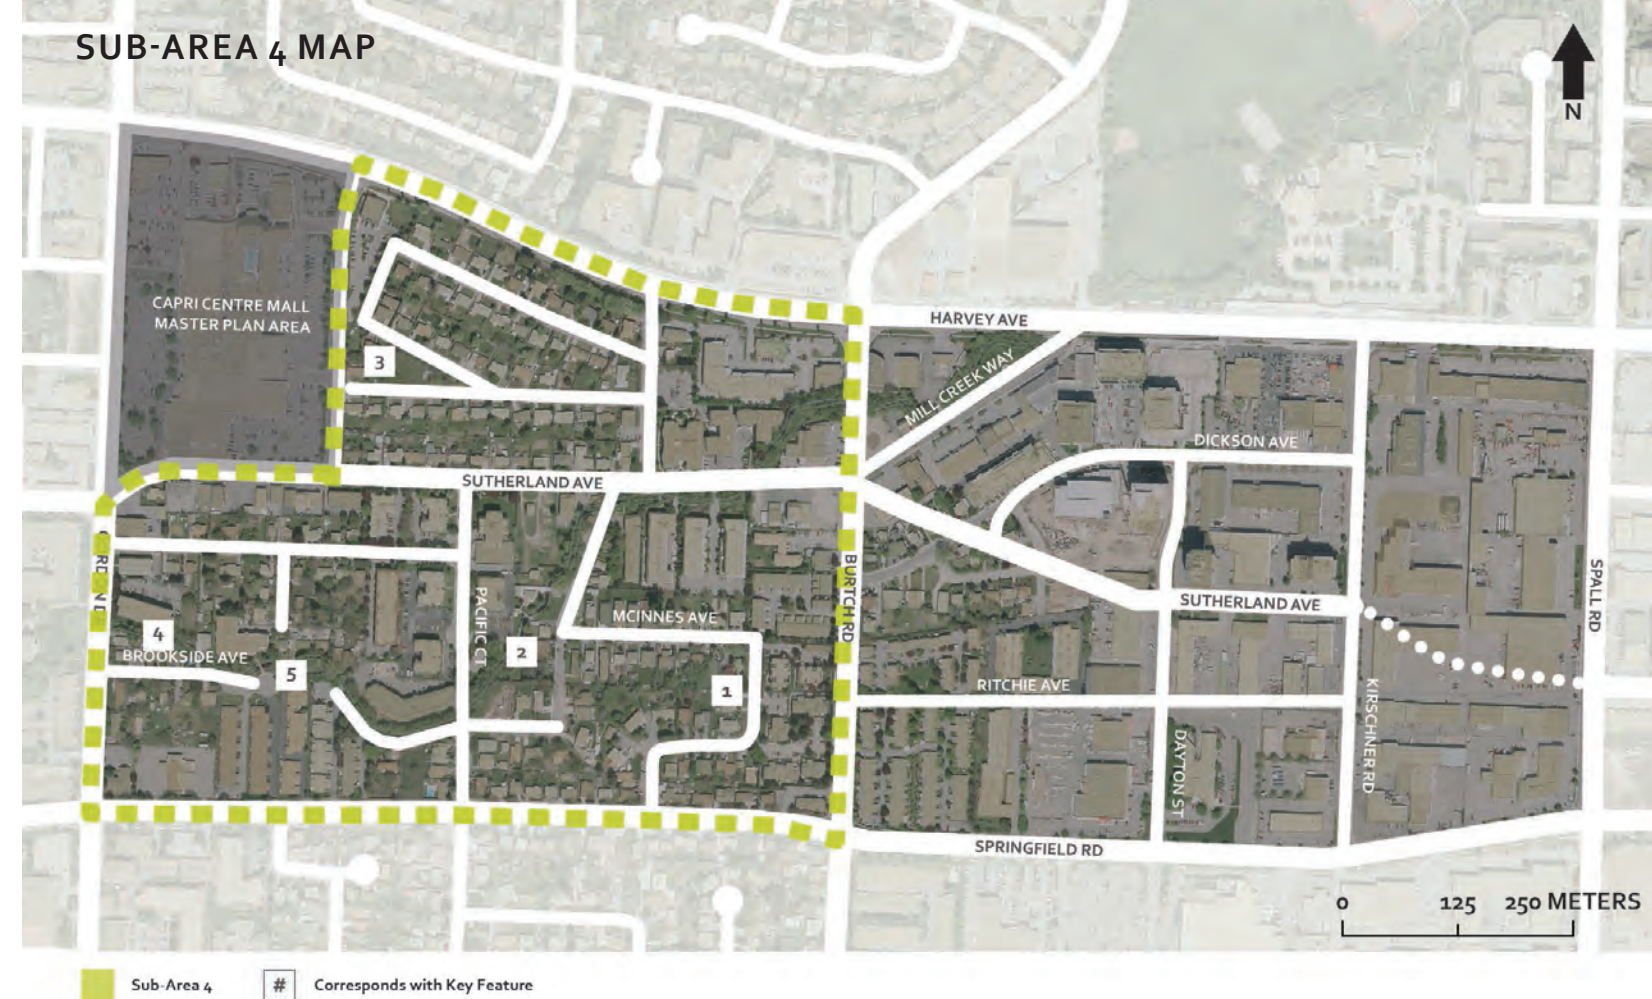 SUB-AREA 4 MAP
N
CAPRI CENTRE MALL
MASTER PLAN AREA
HARVEY AVE
3
MILL CREEK WAY
DICKSON AVE
SUTHERLAND AVE
BURTCH RD
SPALL RD
PACIFIC CT
MCINNES AVE
SUTHERLAND AVE
4
2
BROOKSIDE AVE
5
1
RITCHIE AVE
KIRSCHNER RD
DAYTON ST
SPRINGFIELD RD
0 125 250 METERS
Sub-Area 4
# Corresponds with Key Feature